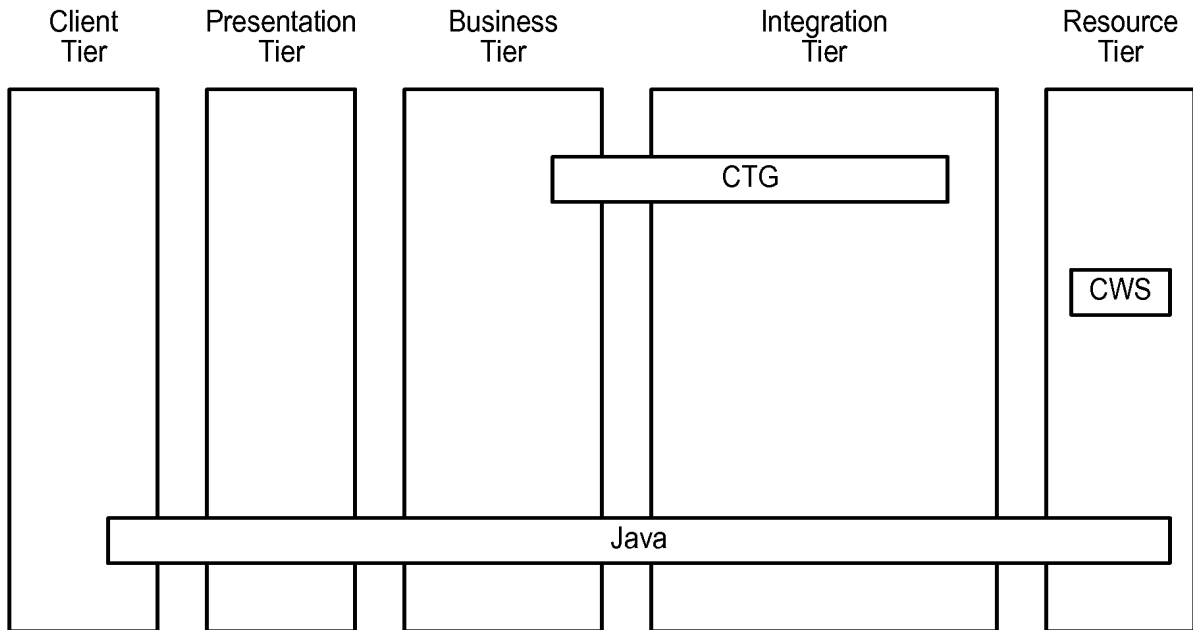 Client
Tier
Presentation
Tier
Business
Tier
Integration
Tier
Resource
Tier
CTG
CWS
Java